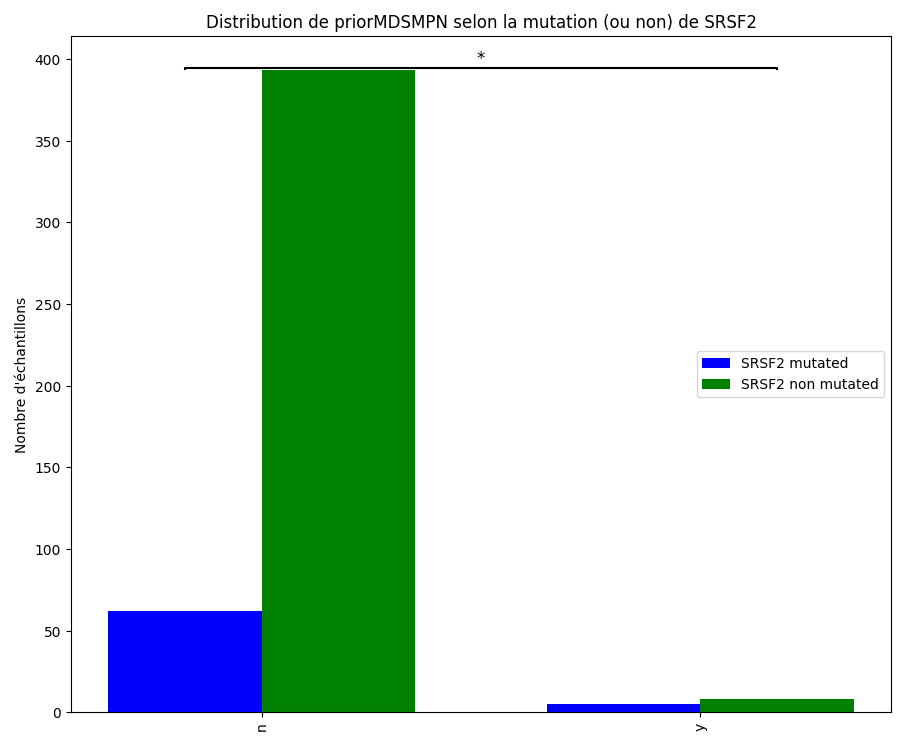 Distribution de priorMDSMPN selon la mutation (ou non) de SRSF2
*
400
350
300
250
200
150
100
50
0
Nombre d'échantillons
SRSF2 mutated
SRSF2 non mutated
n
y